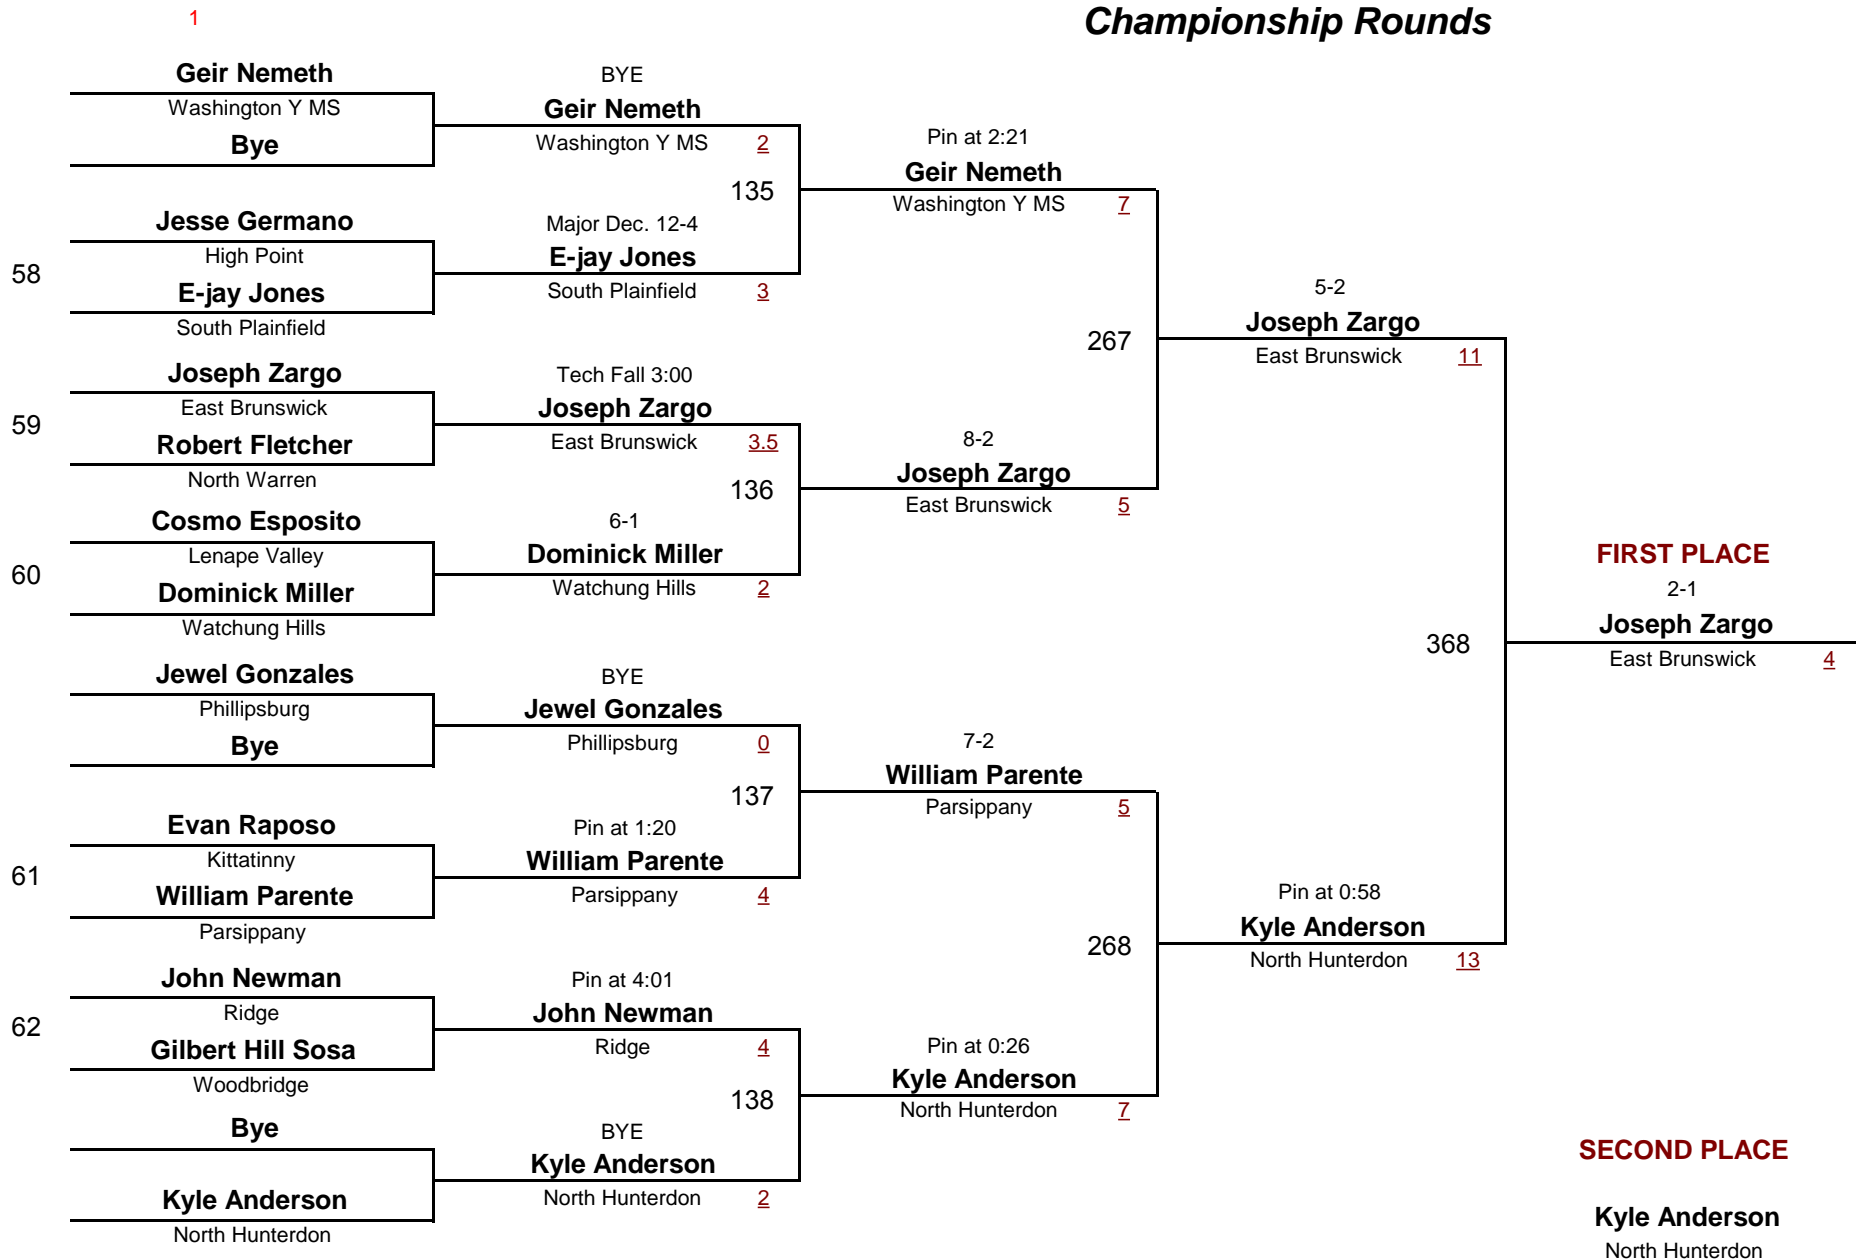 1
Championship Rounds
Geir Nemeth
Washington Y MS
Bye
58
Jesse Germano
High Point
E-jay Jones
South Plainfield
59
Joseph Zargo
East Brunswick
Robert Fletcher
North Warren
60
Cosmo Esposito
Lenape Valley
Dominick Miller
Watchung Hills
Jewel Gonzales
Phillipsburg
Bye
61
Evan Raposo
Kittatinny
William Parente
Parsippany
62
John Newman
Ridge
Gilbert Hill Sosa
Woodbridge
Bye
Kyle Anderson
North Hunterdon
BYE
Geir Nemeth
Washington Y MS 2
135
Major Dec. 12-4
E-jay Jones
South Plainfield 3
Tech Fall 3:00
Joseph Zargo
East Brunswick 3.5
136
6-1
Dominick Miller
Watchung Hills 2
BYE
Jewel Gonzales
Phillipsburg 0
137
Pin at 1:20
William Parente
Parsippany 4
Pin at 4:01
John Newman
Ridge 4
138
BYE
Kyle Anderson
North Hunterdon 2
Pin at 2:21
Geir Nemeth
Washington Y MS 7
267
8-2
Joseph Zargo
East Brunswick 5
7-2
William Parente
Parsippany 5
268
Pin at 0:26
Kyle Anderson
North Hunterdon 7
5-2
Joseph Zargo
East Brunswick 11
368
Pin at 0:58
Kyle Anderson
North Hunterdon 13
FIRST PLACE
2-1
Joseph Zargo
East Brunswick 4
SECOND PLACE
Kyle Anderson
North Hunterdon